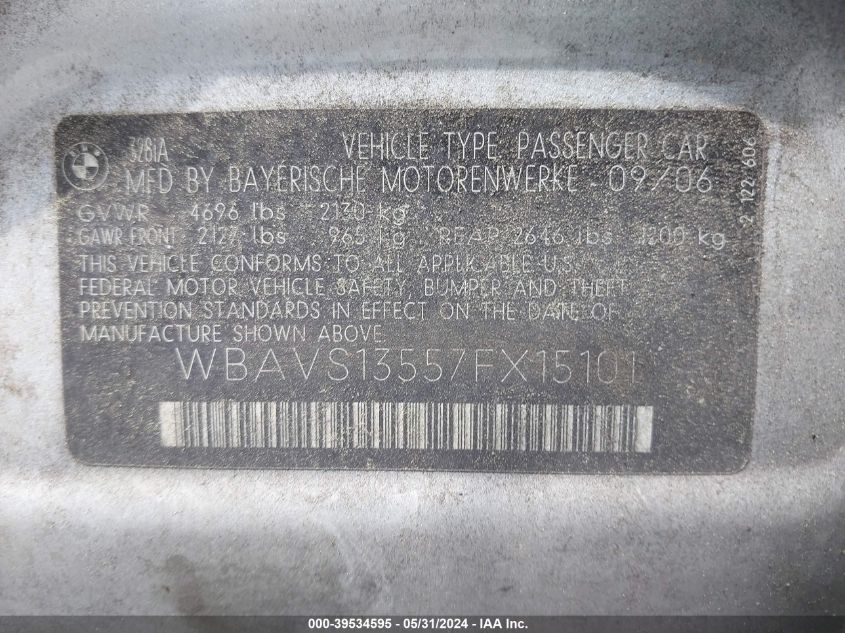 BMW
328IA VEHICLE TYPE PASSENGER CAR
MFD BY BAYERISCHE MOTORENWERKE - 09/06
GVWR 4696 lbs 2130 kg
GAWR FRONT 2127 lbs 965 kg REAR 2646 lbs 1200 kg
THIS VEHICLE CONFORMS TO ALL APPLICABLE U.S.
FEDERAL MOTOR VEHICLE SAFETY, BUMPER AND THEFT
PREVENTION STANDARDS IN EFFECT ON THE DATE OF
MANUFACTURE SHOWN ABOVE.
WBAVS13557FX15101
2 122 606
000-39534595 - 05/31/2024 - IAA Inc.